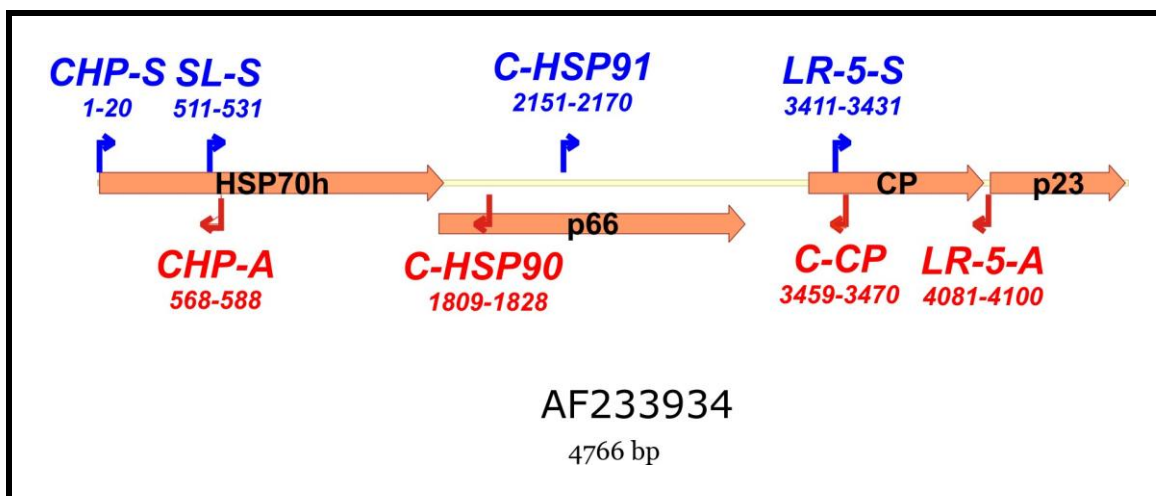 CHP-S SL-S C-HSP91 LR-5-S
1-20 511-531 2151-2170 3411-3431
HSP70h CP p23
p66
CHP-A C-HSP90 C-CP LR-5-A
568-588 1809-1828 3459-3470 4081-4100
AF233934
4766 bp